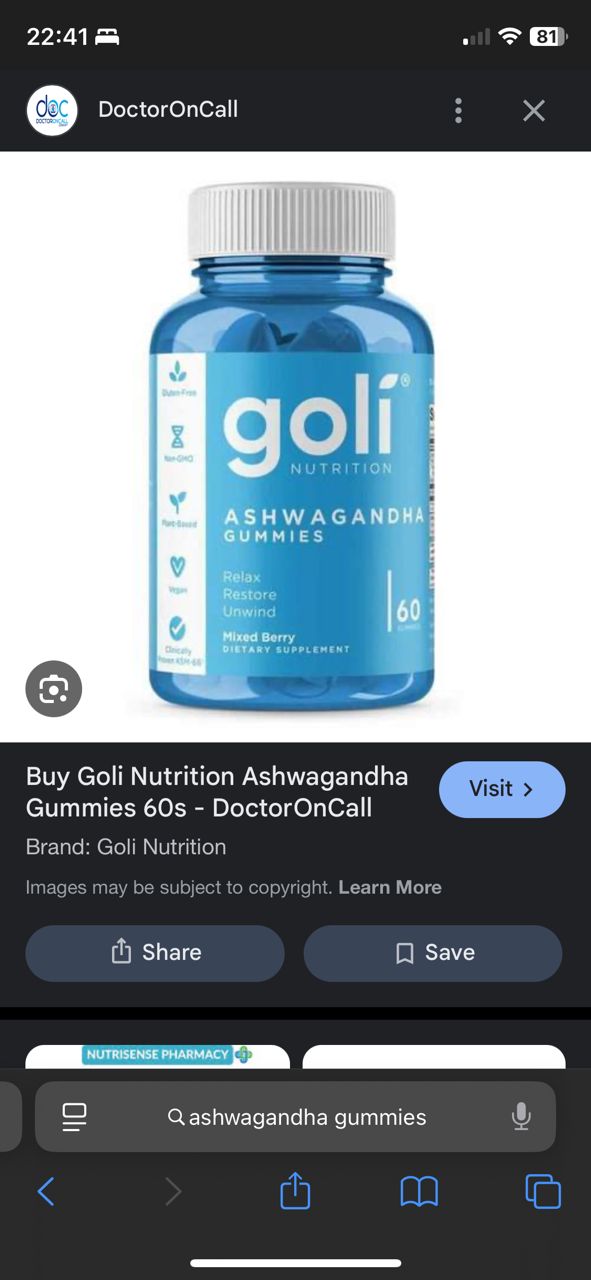 22:41
81
doc
DOCTORONCALL
DoctorOnCall
Gluten-Free
Non-GMO
Plant-Based
Vegan
Clinically
Proven KSM-66
goli®
NUTRITION
ASHWAGANDHA
GUMMIES
Relax
Restore
Unwind
60
GUMMIES
Mixed Berry
DIETARY SUPPLEMENT
Buy Goli Nutrition Ashwagandha
Gummies 60s - DoctorOnCall
Visit
Brand: Goli Nutrition
Images may be subject to copyright. Learn More
Share
Save
NUTRISENSE PHARMACY
ashwagandha gummies